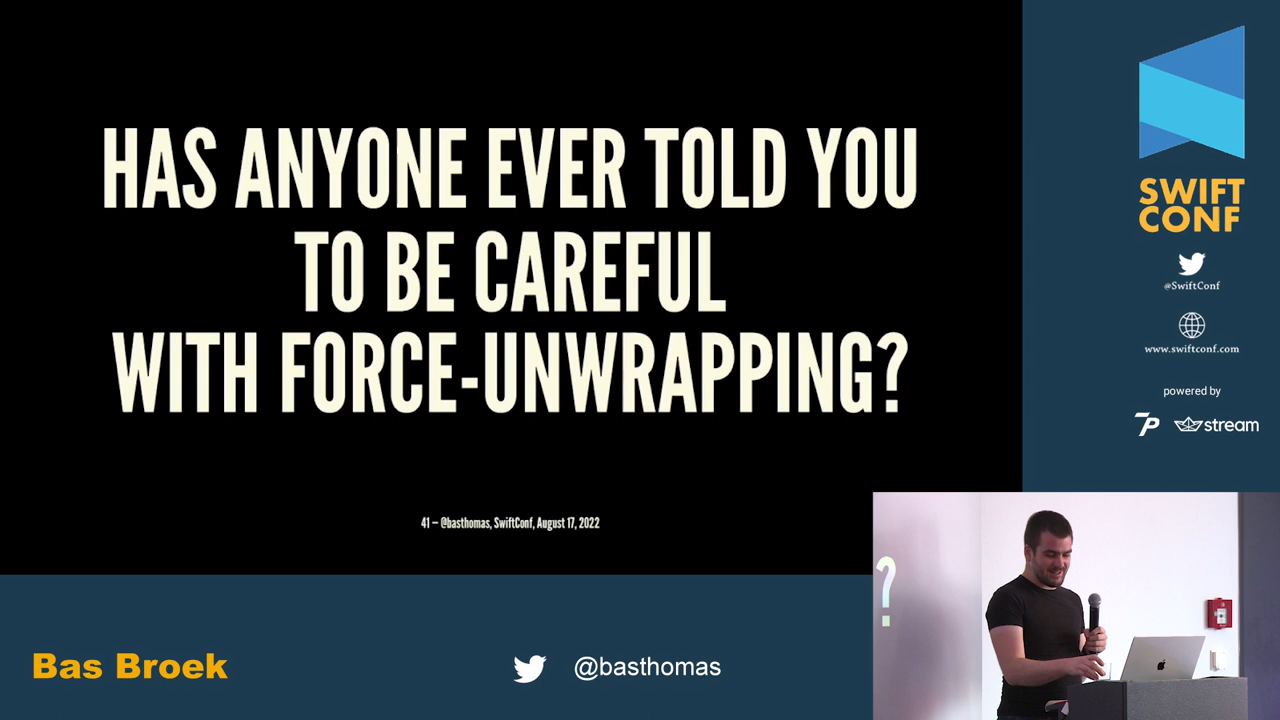 HAS ANYONE EVER TOLD YOU
TO BE CAREFUL
WITH FORCE-UNWRAPPING?
41 — @basthomas, SwiftConf, August 17, 2022
SWIFT
CONF
@SwiftConf
www.swiftconf.com
powered by
7P
stream
?
Bas Broek
@basthomas